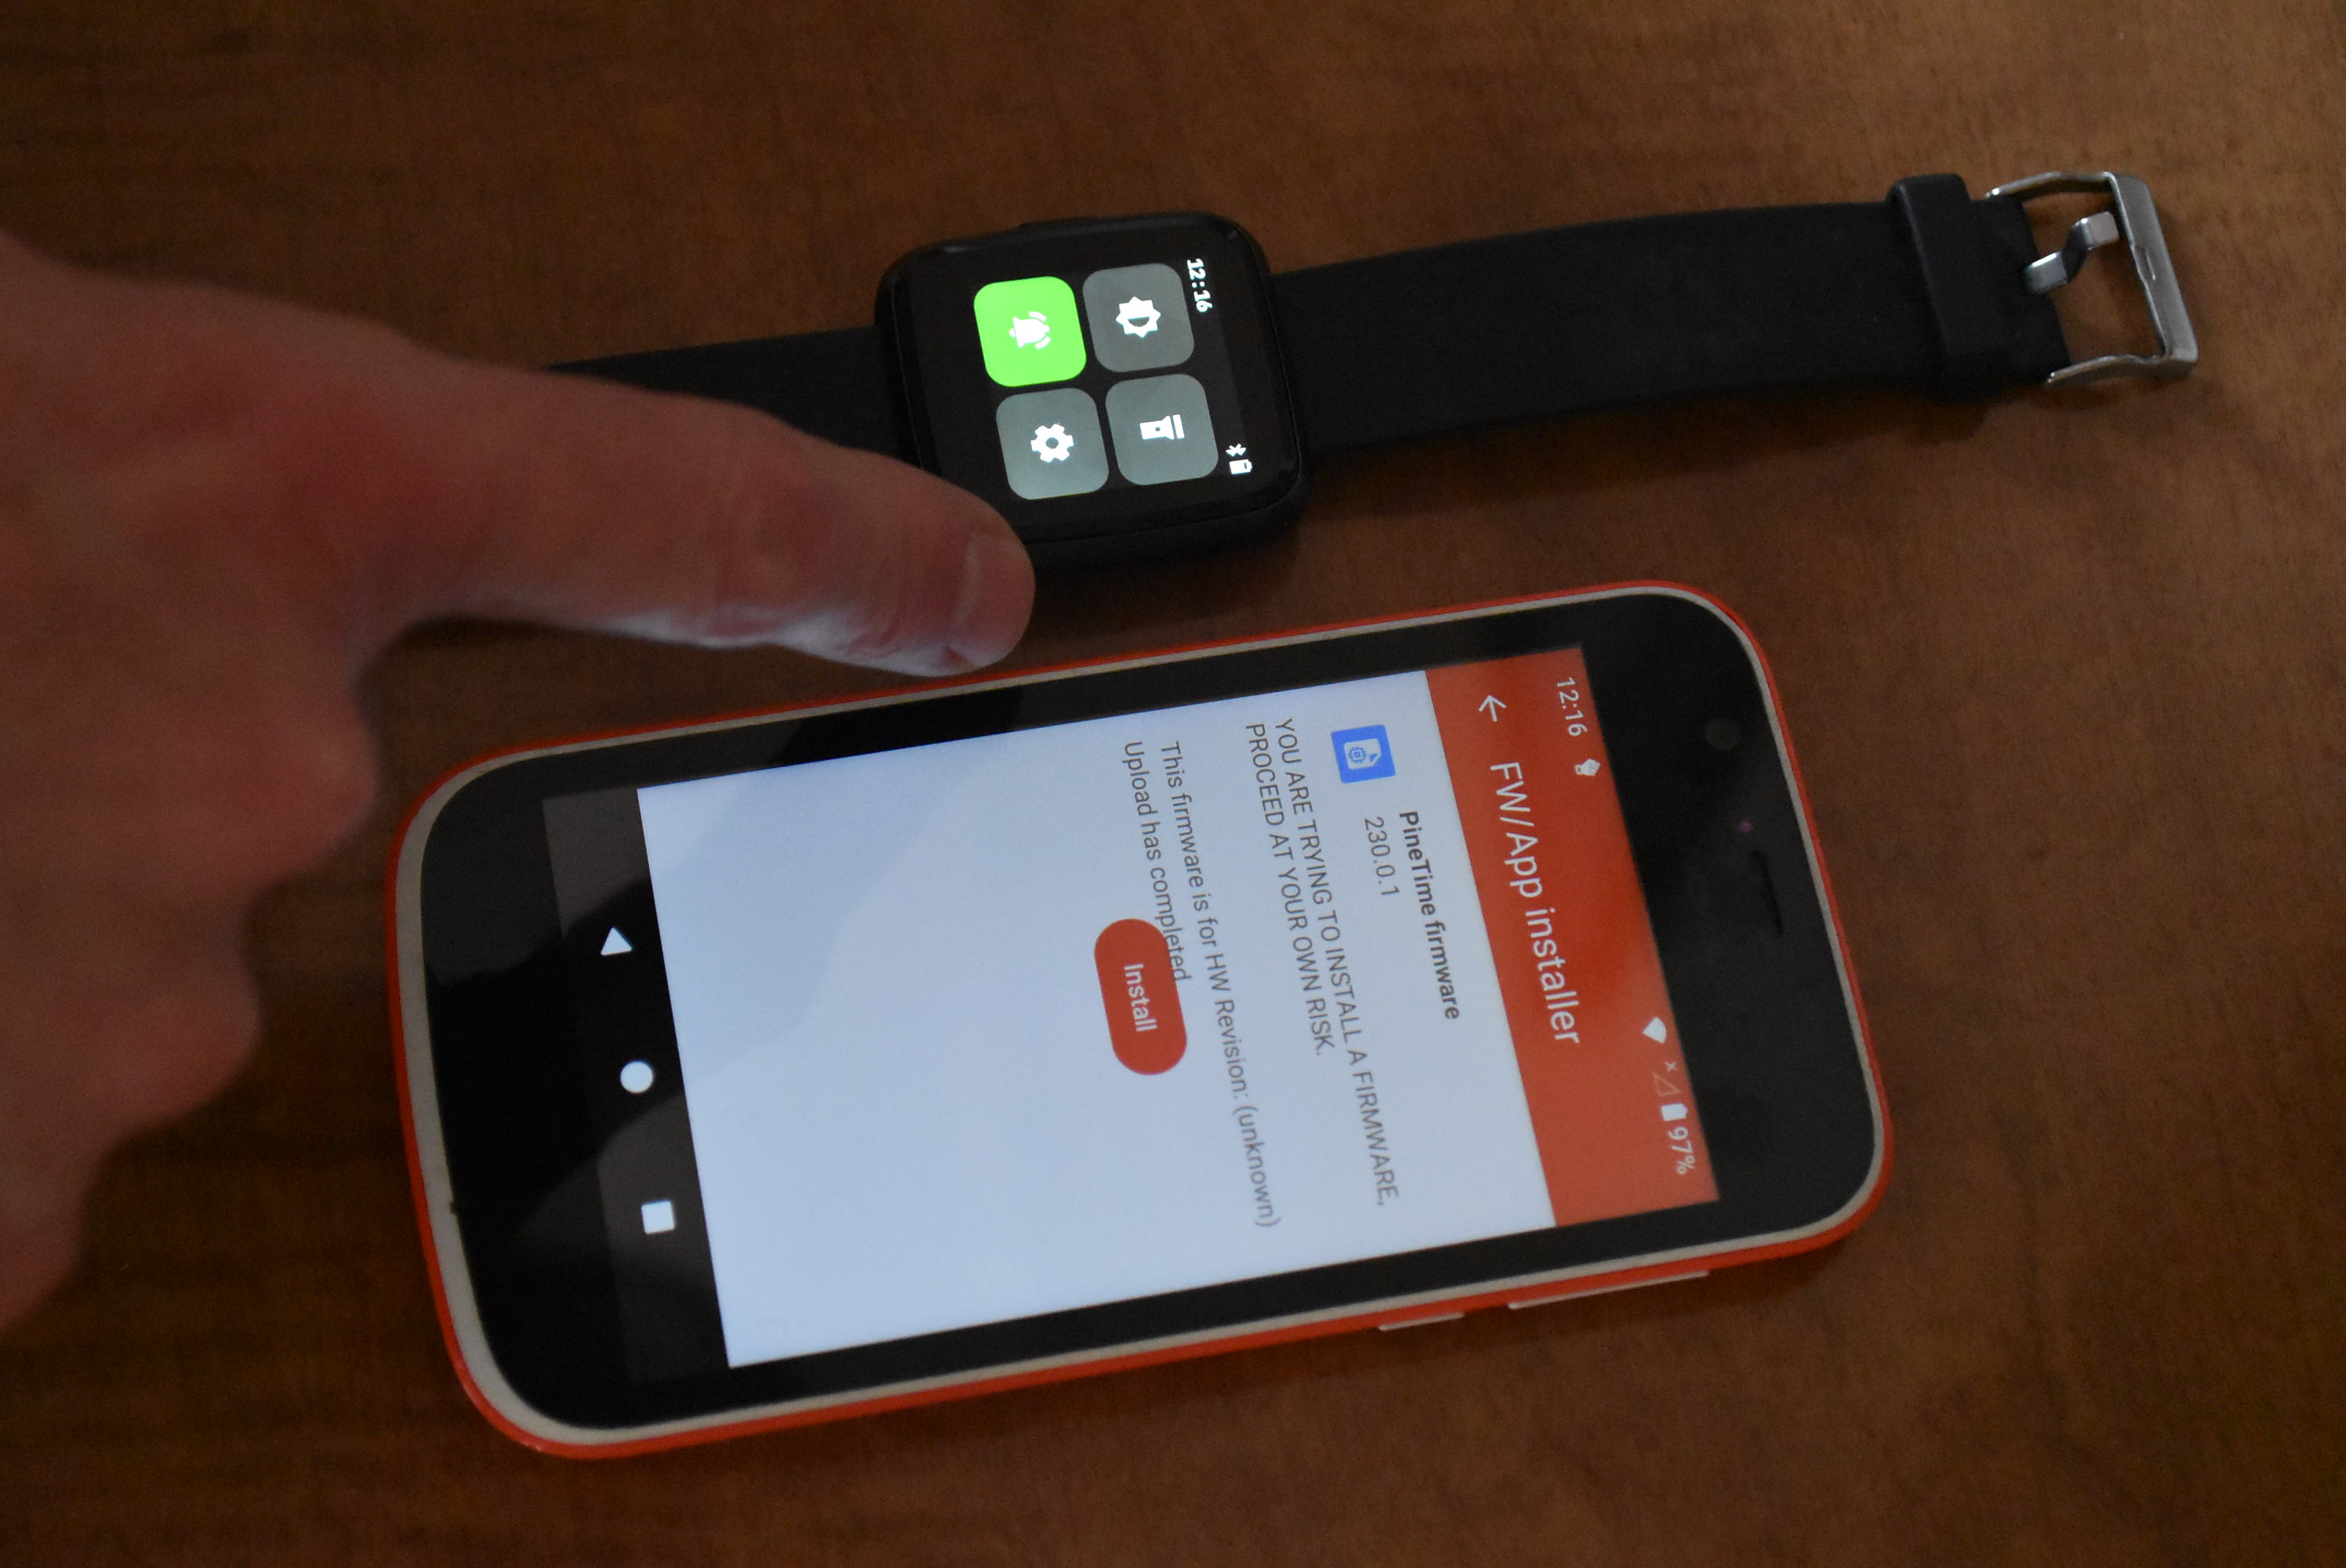 12:16
12:16
97%
FW/App installer
PineTime firmware
230.0.1
YOU ARE TRYING TO INSTALL A FIRMWARE,
PROCEED AT YOUR OWN RISK.
This firmware is for HW Revision: (unknown)
Upload has completed
Install